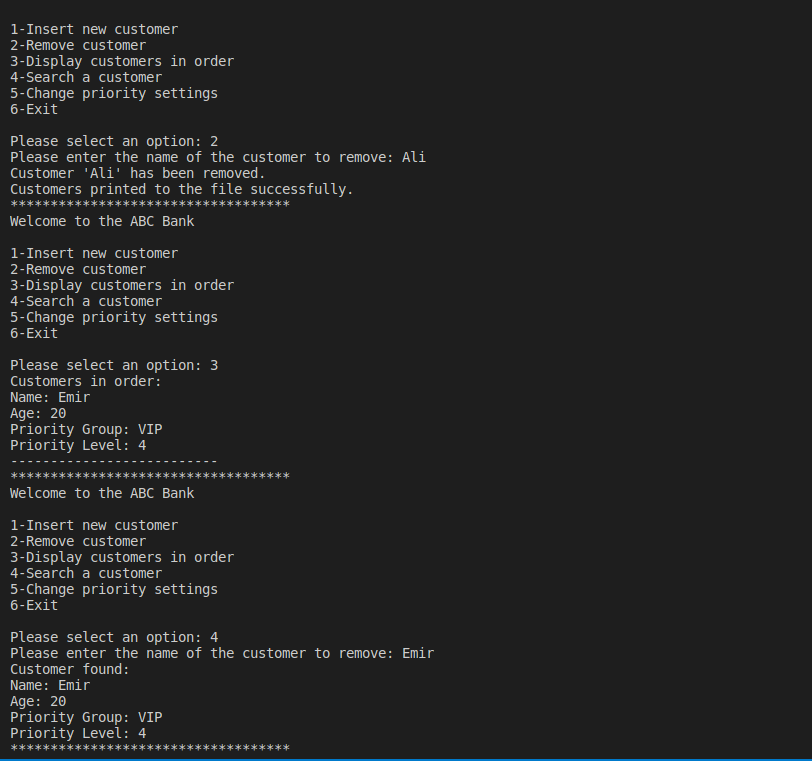 1-Insert new customer
2-Remove customer
3-Display customers in order
4-Search a customer
5-Change priority settings
6-Exit
Please select an option: 2
Please enter the name of the customer to remove: Ali
Customer 'Ali' has been removed.
Customers printed to the file successfully.
***********************************
Welcome to the ABC Bank
1-Insert new customer
2-Remove customer
3-Display customers in order
4-Search a customer
5-Change priority settings
6-Exit
Please select an option: 3
Customers in order:
Name: Emir
Age: 20
Priority Group: VIP
Priority Level: 4
--------------------------
***********************************
Welcome to the ABC Bank
1-Insert new customer
2-Remove customer
3-Display customers in order
4-Search a customer
5-Change priority settings
6-Exit
Please select an option: 4
Please enter the name of the customer to remove: Emir
Customer found:
Name: Emir
Age: 20
Priority Group: VIP
Priority Level: 4
***********************************